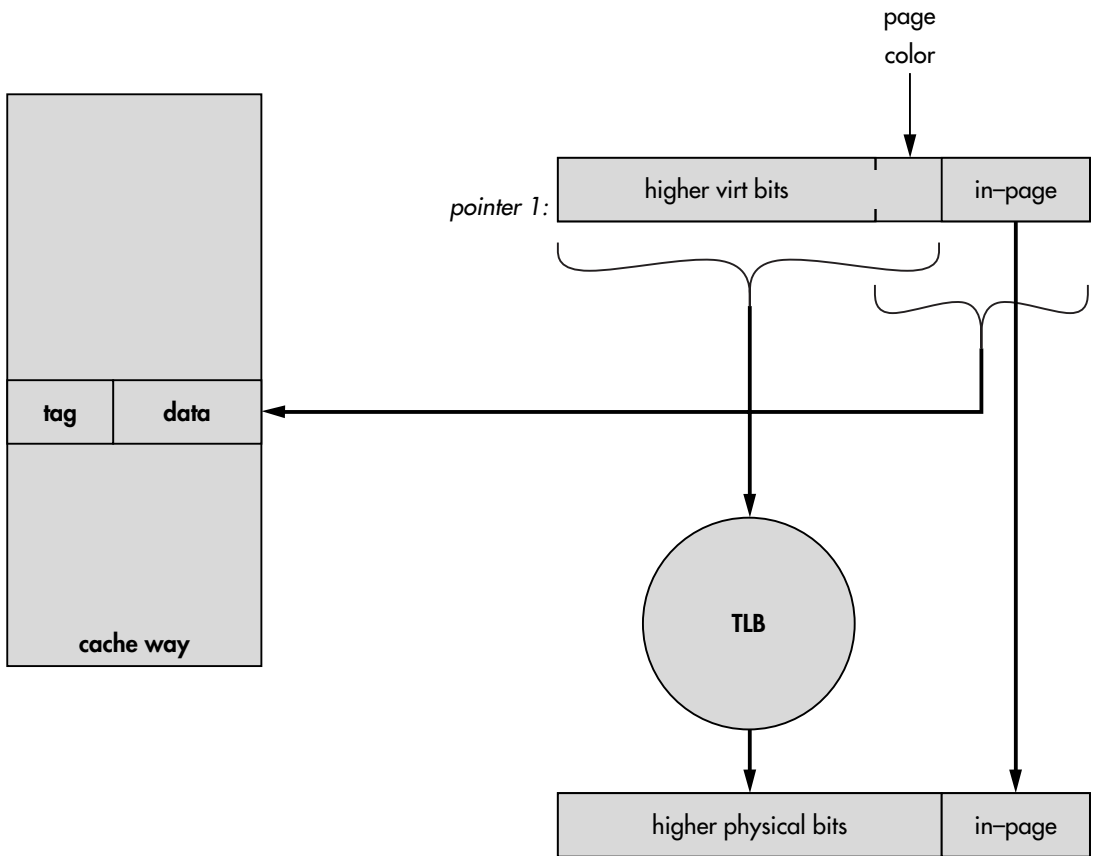 page
color
pointer 1:
higher virt bits
in–page
tag
data
TLB
cache way
higher physical bits
in–page